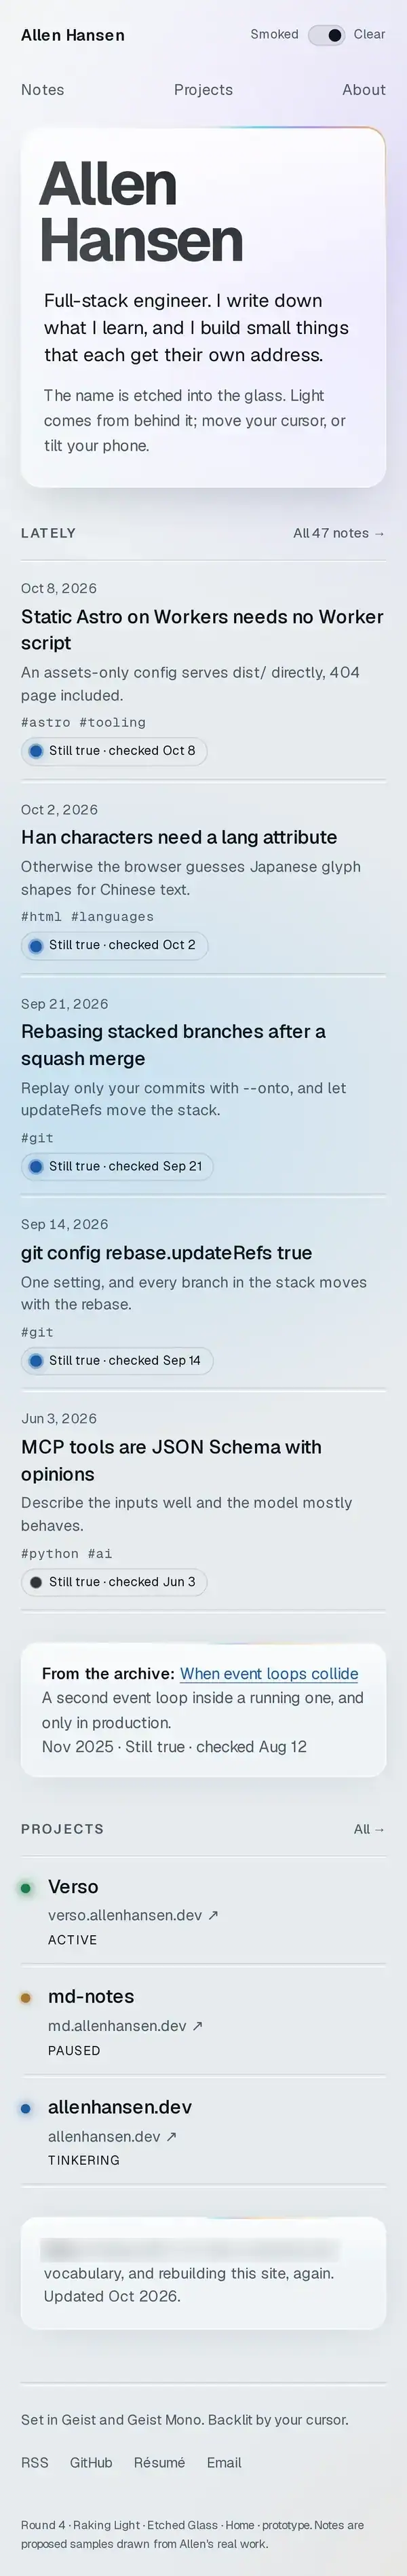 Allen Hansen
Smoked
Clear
Notes
Projects
About
Allen
Hansen
Full-stack engineer. I write down
what I learn, and I build small things
that each get their own address.
The name is etched into the glass. Light
comes from behind it; move your cursor, or
tilt your phone.
LATELY
All 47 notes →
Oct 8, 2026
Static Astro on Workers needs no Worker
script
An assets-only config serves dist/ directly, 404
page included.
#astro #tooling
Still true · checked Oct 8
Oct 2, 2026
Han characters need a lang attribute
Otherwise the browser guesses Japanese glyph
shapes for Chinese text.
#html #languages
Still true · checked Oct 2
Sep 21, 2026
Rebasing stacked branches after a
squash merge
Replay only your commits with --onto, and let
updateRefs move the stack.
#git
Still true · checked Sep 21
Sep 14, 2026
git config rebase.updateRefs true
One setting, and every branch in the stack moves
with the rebase.
#git
Still true · checked Sep 14
Jun 3, 2026
MCP tools are JSON Schema with
opinions
Describe the inputs well and the model mostly
behaves.
#python #ai
Still true · checked Jun 3
From the archive: When event loops collide
A second event loop inside a running one, and
only in production.
Nov 2025 · Still true · checked Aug 12
PROJECTS
All →
Verso
verso.allenhansen.dev ↗
ACTIVE
md-notes
md.allenhansen.dev ↗
PAUSED
allenhansen.dev
allenhansen.dev ↗
TINKERING
vocabulary, and rebuilding this site, again.
Updated Oct 2026.
Set in Geist and Geist Mono. Backlit by your cursor.
RSS
GitHub
Résumé
Email
Round 4 · Raking Light · Etched Glass · Home · prototype. Notes are
proposed samples drawn from Allen's real work.